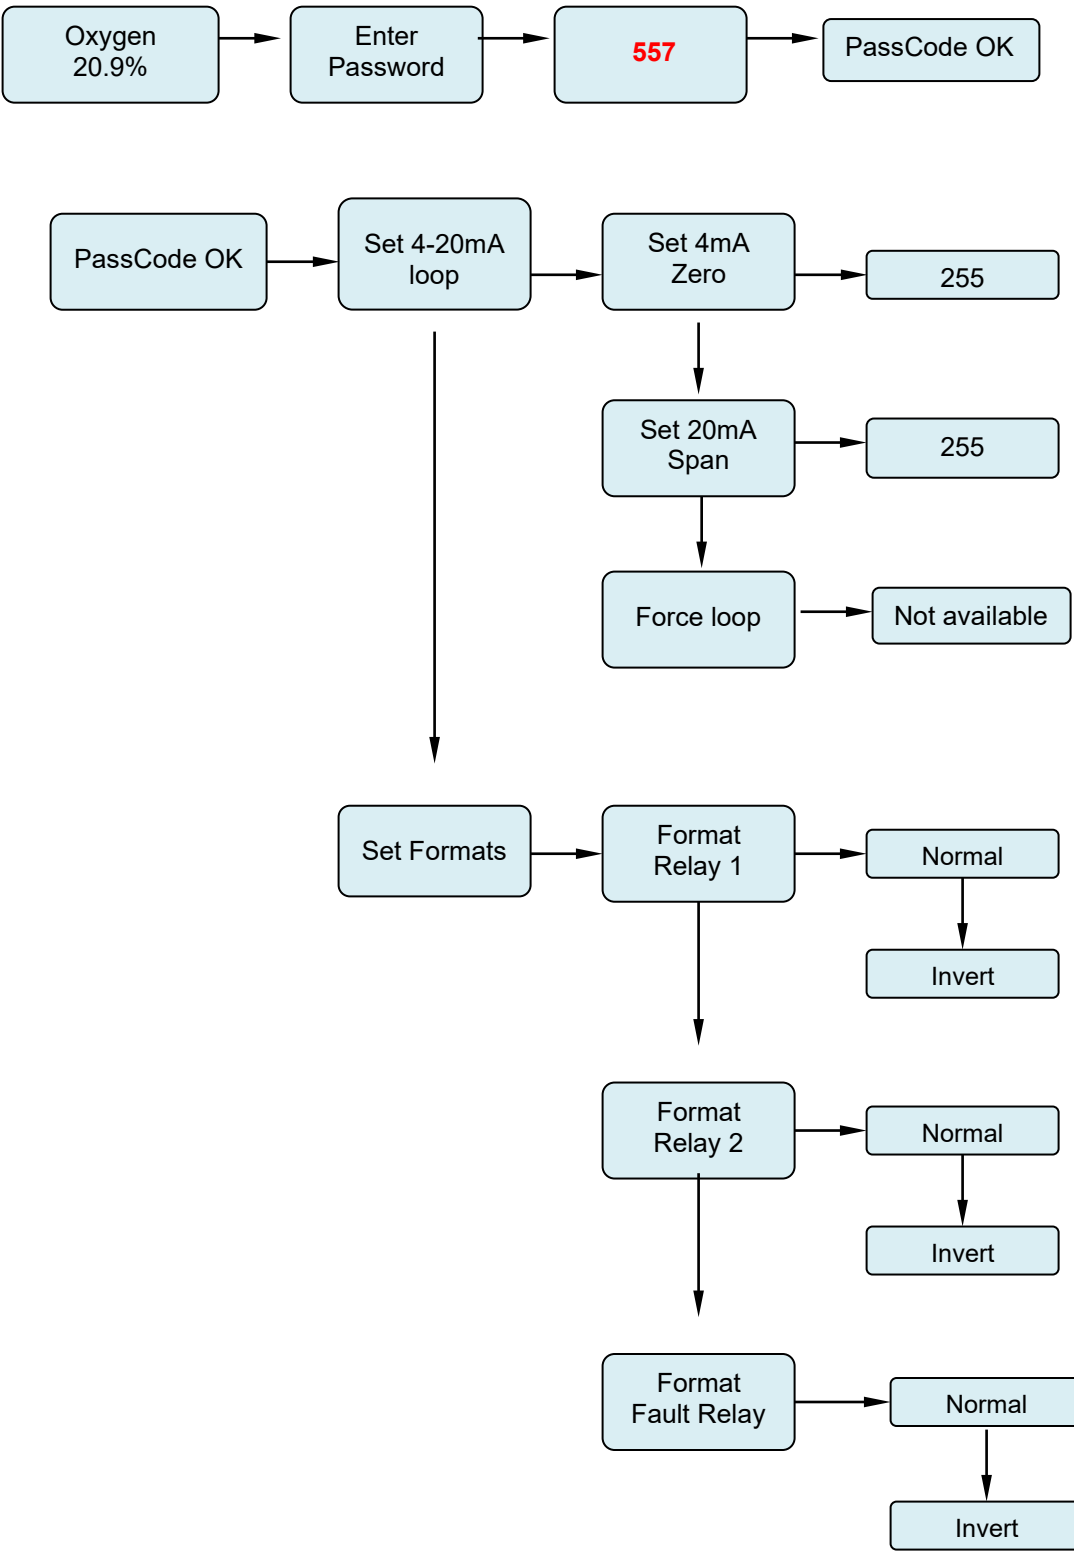 Oxygen
20.9%
Enter
Password
557
PassCode OK
PassCode OK
Set 4-20mA
loop
Set 4mA
Zero
255
Set 20mA
Span
255
Force loop
Not available
Set Formats
Format
Relay 1
Normal
Invert
Format
Relay 2
Normal
Invert
Format
Fault Relay
Normal
Invert